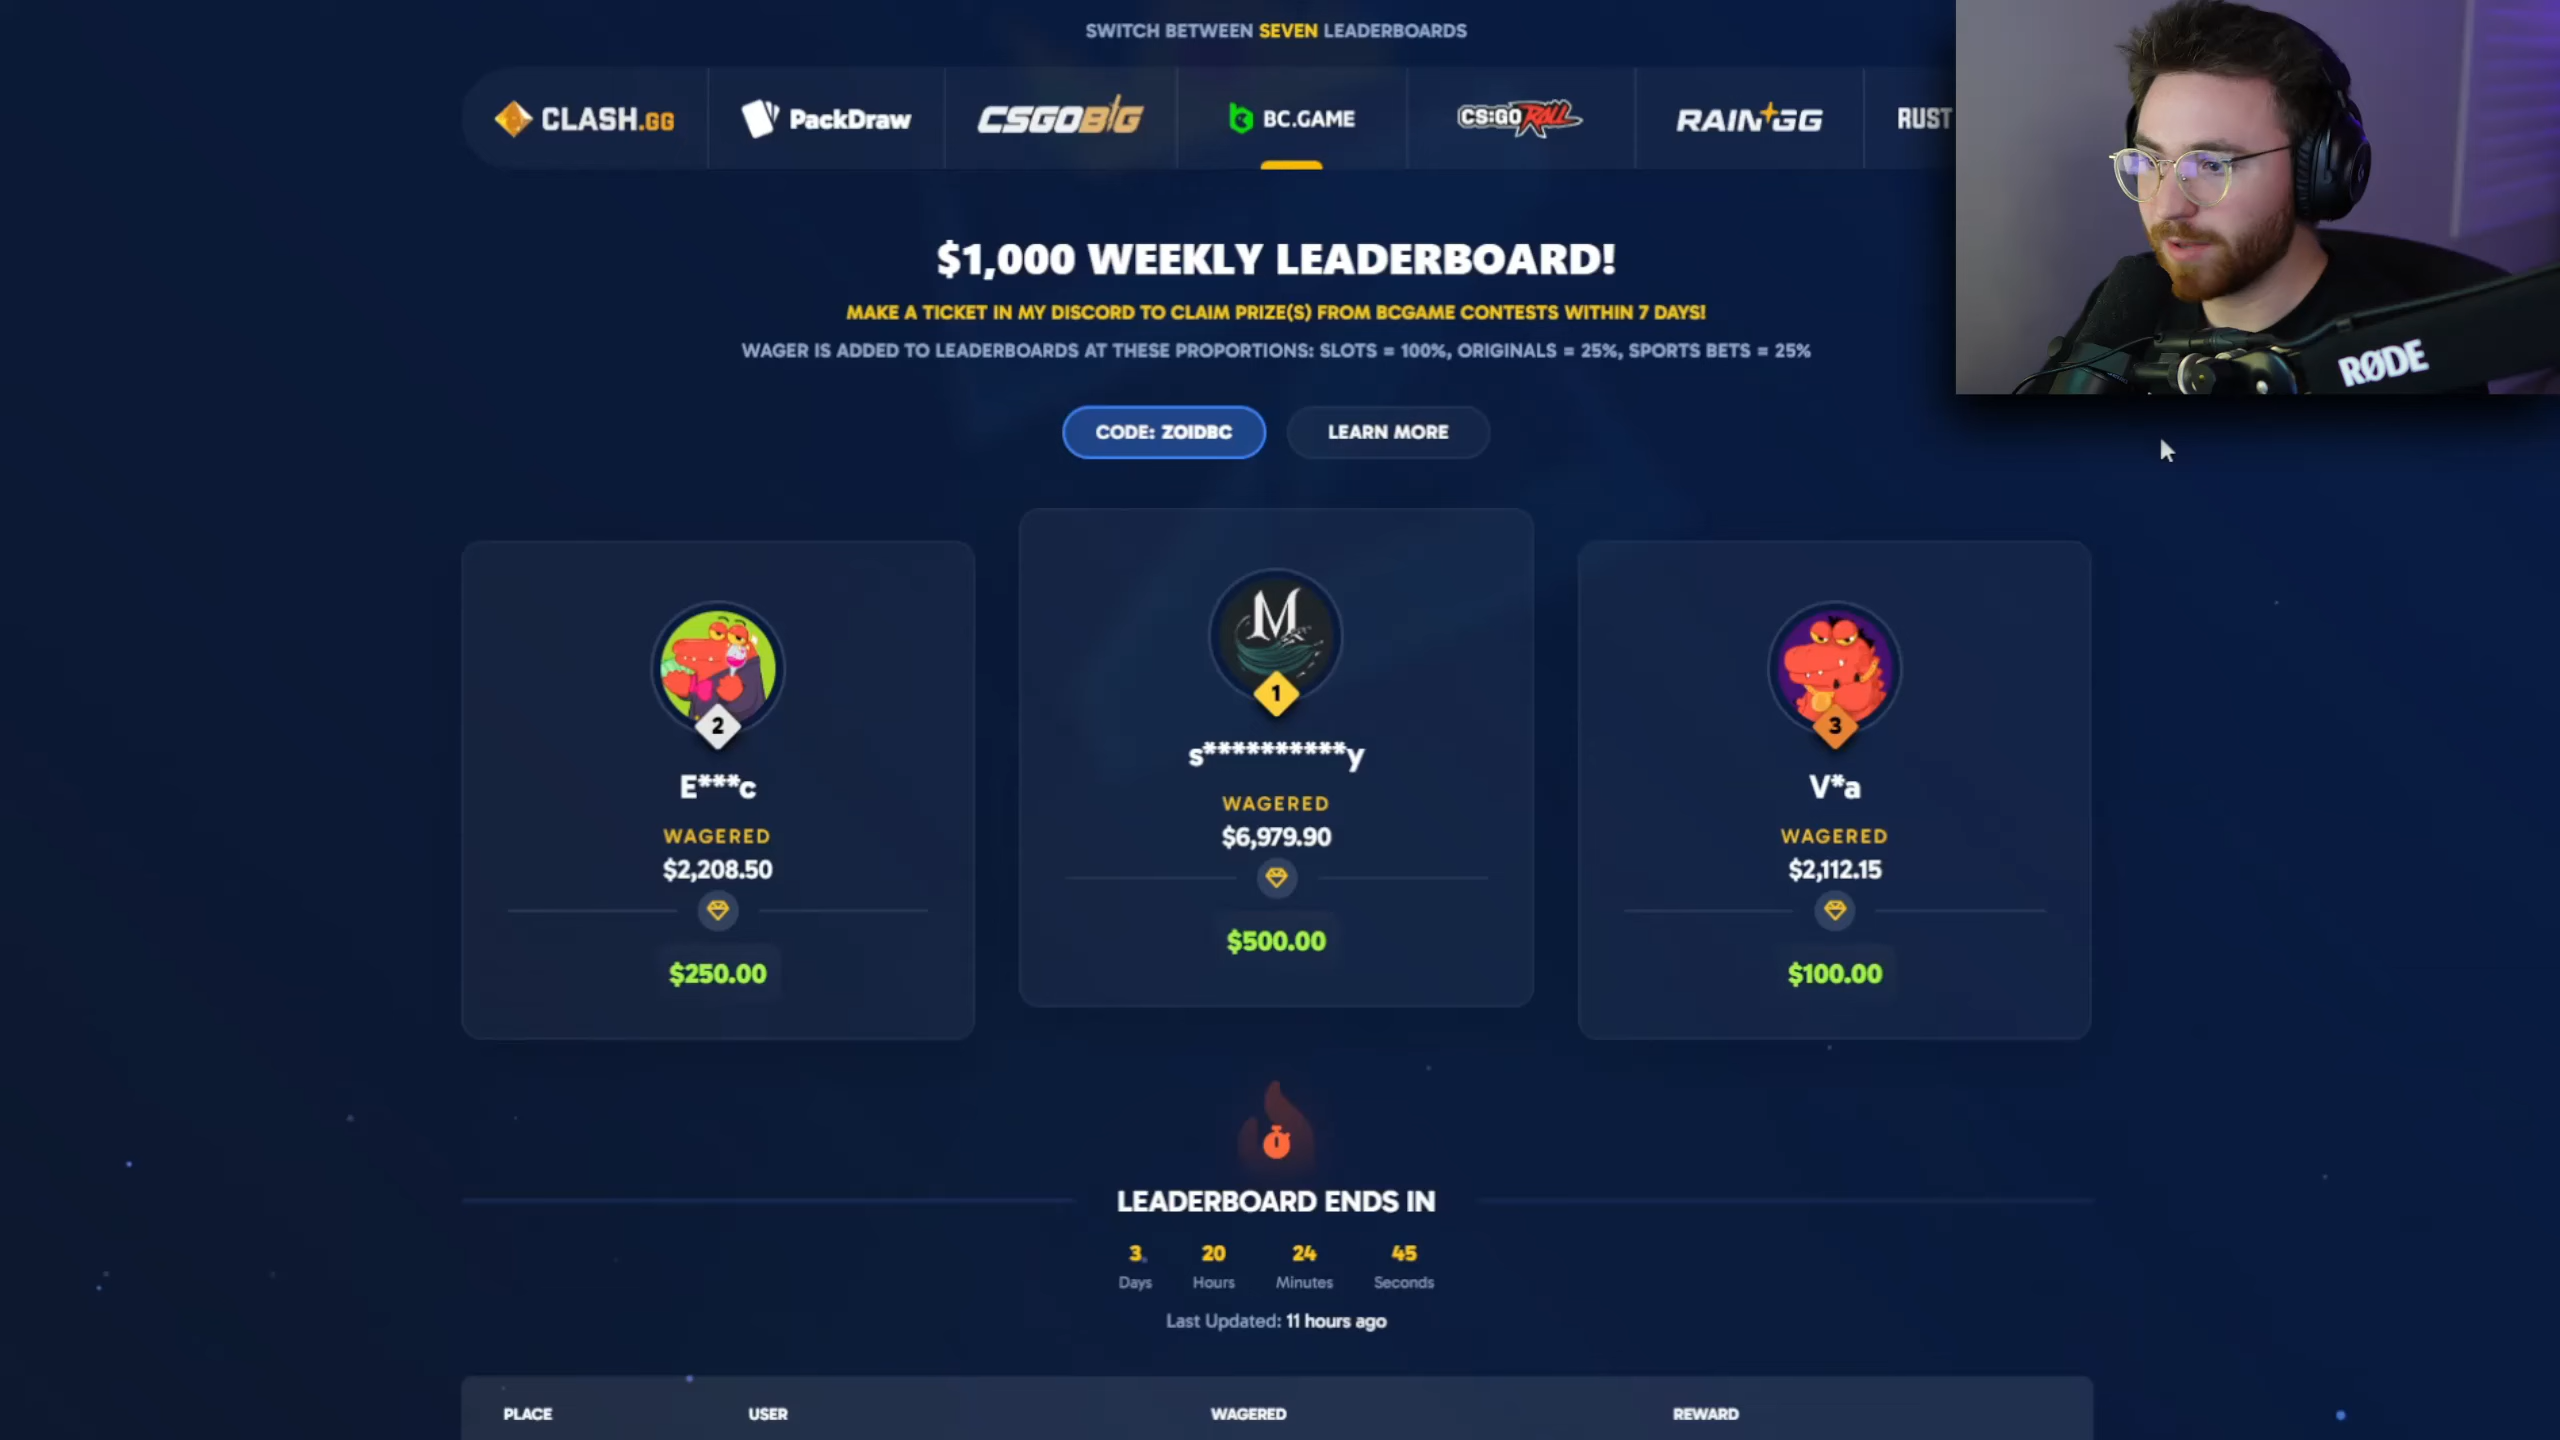 SWITCH BETWEEN SEVEN LEADERBOARDS
CLASH.GG
PackDraw
CSGOBIG
BC.GAME
CS:GO ROLL
RAIN GG
RUST
$1,000 WEEKLY LEADERBOARD!
MAKE A TICKET IN MY DISCORD TO CLAIM PRIZE(S) FROM BCGAME CONTESTS WITHIN 7 DAYS!
WAGER IS ADDED TO LEADERBOARDS AT THESE PROPORTIONS: SLOTS = 100%, ORIGINALS = 25%, SPORTS BETS = 25%
CODE: ZOIDBC
LEARN MORE
RØDE
2
E***c
WAGERED
$2,208.50
$250.00
M
1
s**********y
WAGERED
$6,979.90
$500.00
3
V*a
WAGERED
$2,112.15
$100.00
LEADERBOARD ENDS IN
3 20 24 45
Days Hours Minutes Seconds
Last Updated: 11 hours ago
PLACE USER WAGERED REWARD